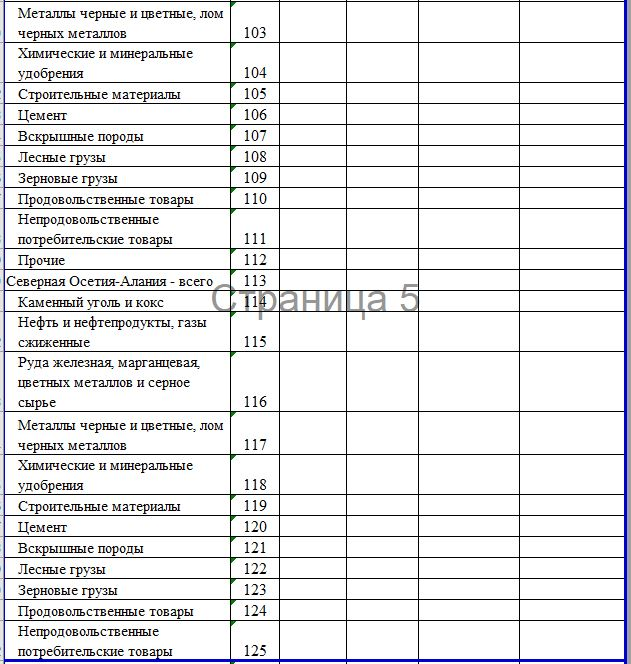 Металлы черные и цветные, лом
черных металлов 103
Химические и минеральные
удобрения 104
Строительные материалы 105
Цемент 106
Вскрышные породы 107
Лесные грузы 108
Зерновые грузы 109
Продовольственные товары 110
Непродовольственные
потребительские товары 111
Прочие 112
Северная Осетия-Алания - всего 113
Страница 5
Каменный уголь и кокс 114
Нефть и нефтепродукты, газы
сжиженные 115
Руда железная, марганцевая,
цветных металлов и серное
сырье 116
Металлы черные и цветные, лом
черных металлов 117
Химические и минеральные
удобрения 118
Строительные материалы 119
Цемент 120
Вскрышные породы 121
Лесные грузы 122
Зерновые грузы 123
Продовольственные товары 124
Непродовольственные
потребительские товары 125